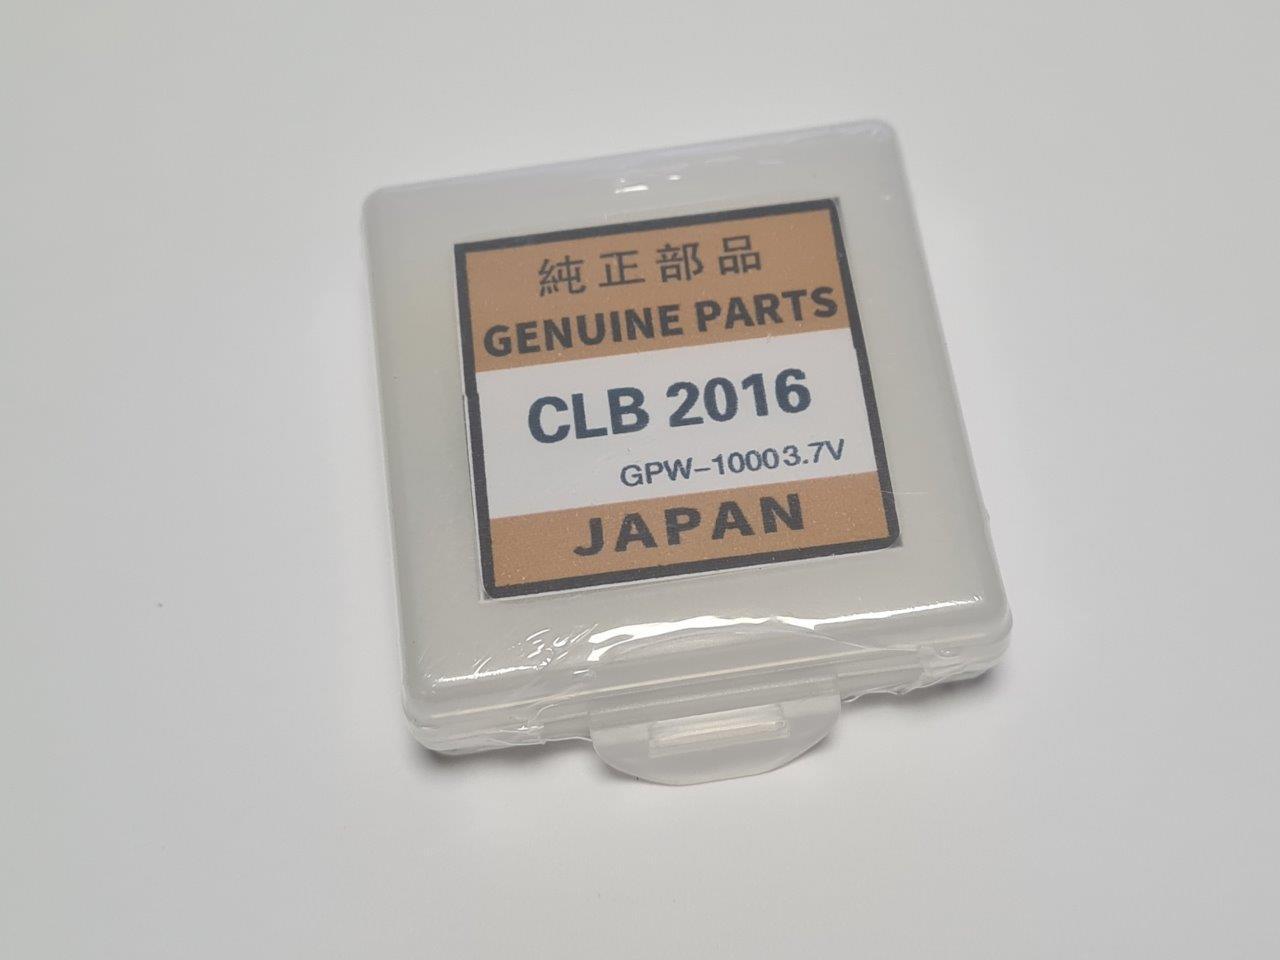 純正部品
GENUINE PARTS
CLB 2016
GPW-1000 3.7V
JAPAN